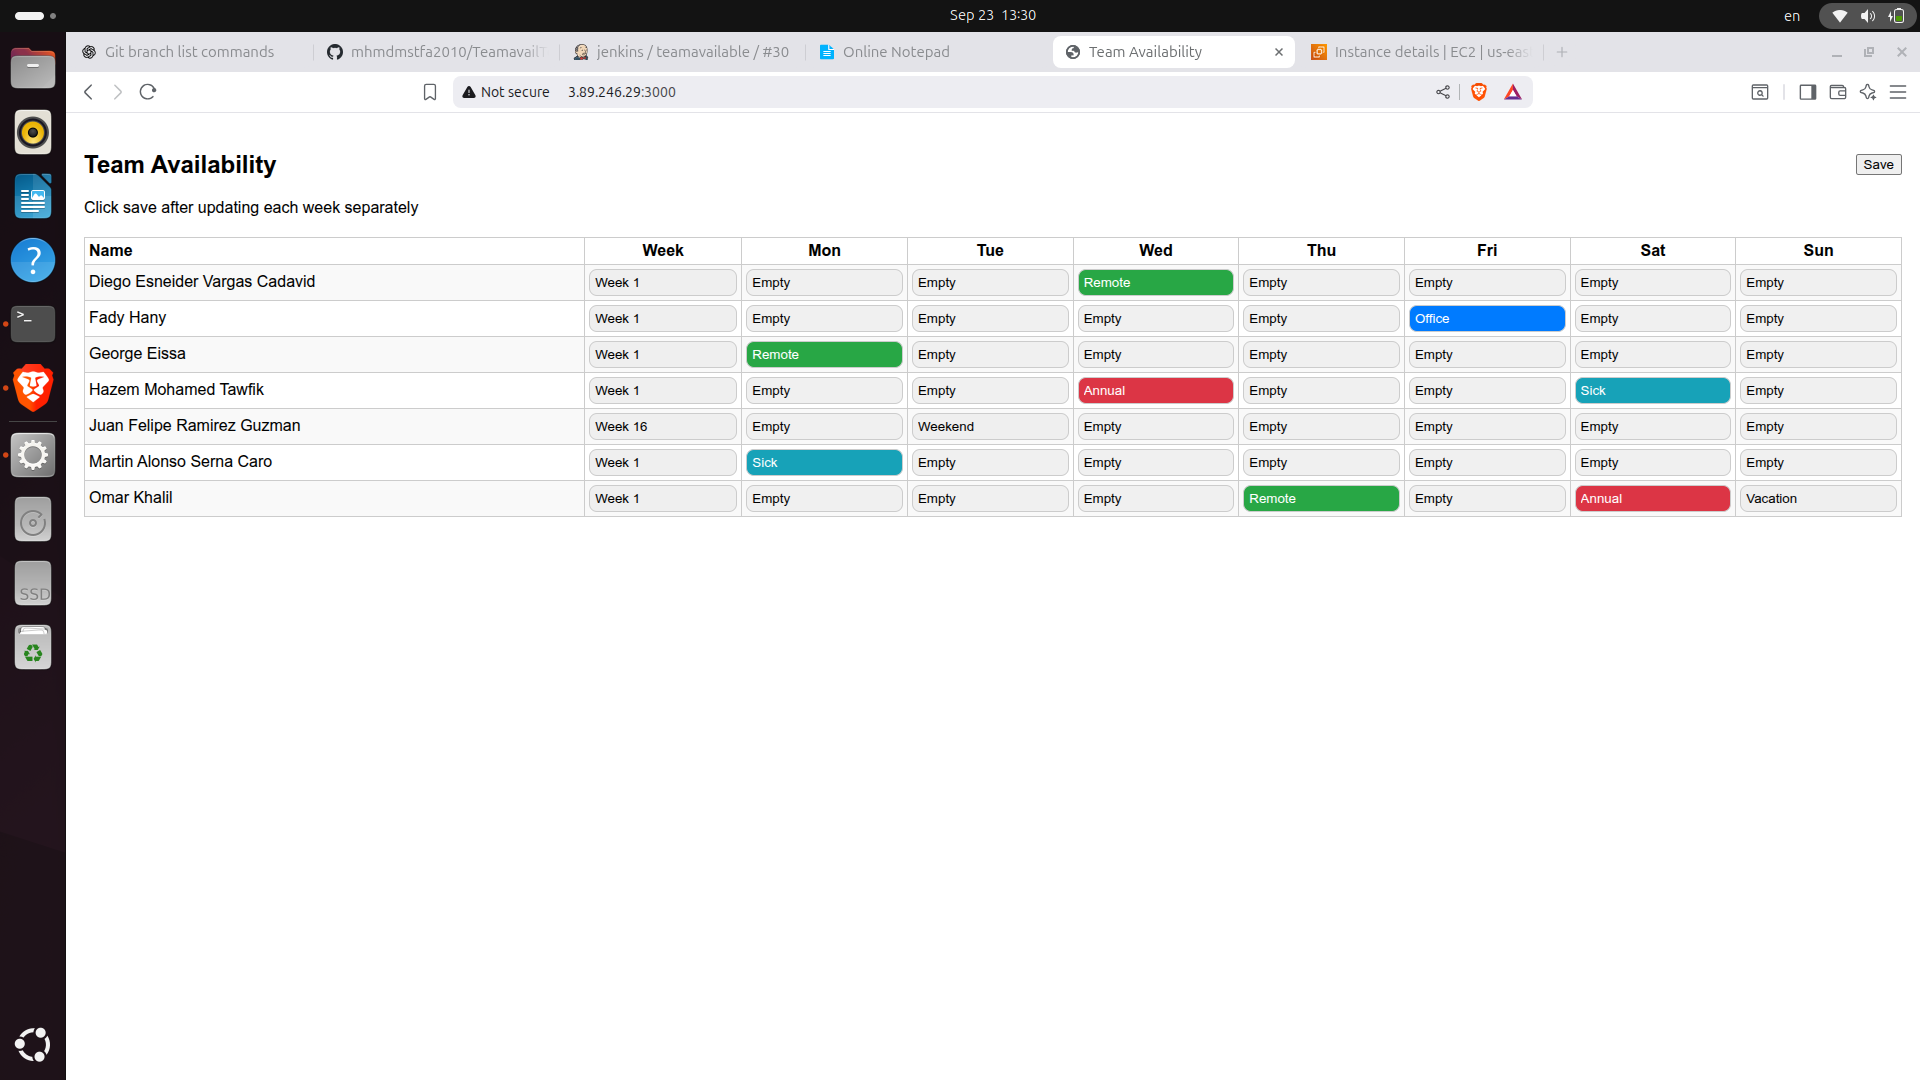 Sep 23 13:30
en
Git branch list commands
mhmdmstfa2010/Teamavail
jenkins / teamavailable / #30
Online Notepad
Team Availability
Instance details | EC2 | us-eas
Not secure 3.89.246.29:3000
Team Availability
Save
Click save after updating each week separately
Name Week Mon Tue Wed Thu Fri Sat Sun
Diego Esneider Vargas Cadavid Week 1 Empty Empty Remote Empty Empty Empty Empty
Fady Hany Week 1 Empty Empty Empty Empty Office Empty Empty
George Eissa Week 1 Remote Empty Empty Empty Empty Empty Empty
Hazem Mohamed Tawfik Week 1 Empty Empty Annual Empty Empty Sick Empty
Juan Felipe Ramirez Guzman Week 16 Empty Weekend Empty Empty Empty Empty Empty
Martin Alonso Serna Caro Week 1 Sick Empty Empty Empty Empty Empty Empty
Omar Khalil Week 1 Empty Empty Empty Remote Empty Annual Vacation
SSD